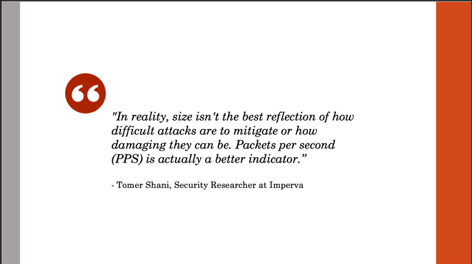 "In reality, size isn't the best reflection of how
difficult attacks are to mitigate or how
damaging they can be. Packets per second
(PPS) is actually a better indicator.”
- Tomer Shani, Security Researcher at Imperva